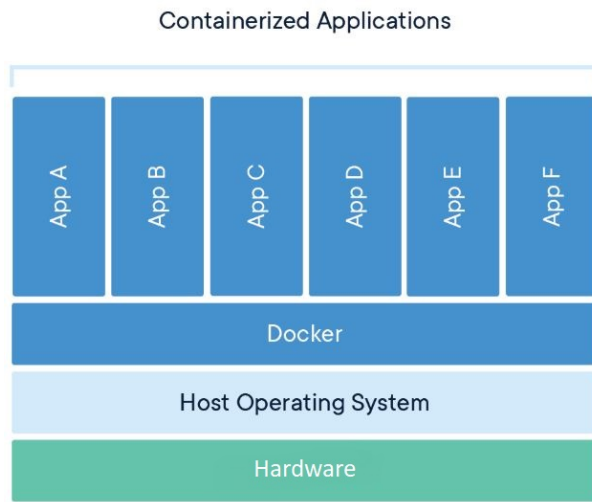 Containerized Applications
App A
App B
App C
App D
App E
App F
Docker
Host Operating System
Hardware